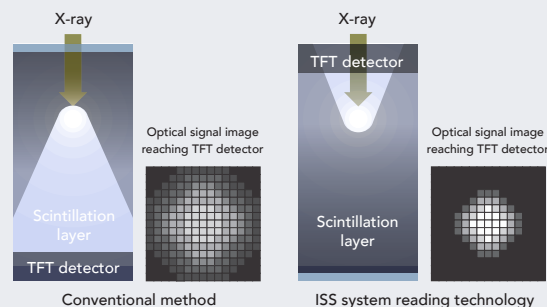 X-ray
Optical signal image
reaching TFT detector
Scintillation
layer
TFT detector
Conventional method
X-ray
TFT detector
Optical signal image
reaching TFT detector
Scintillation
layer
ISS system reading technology